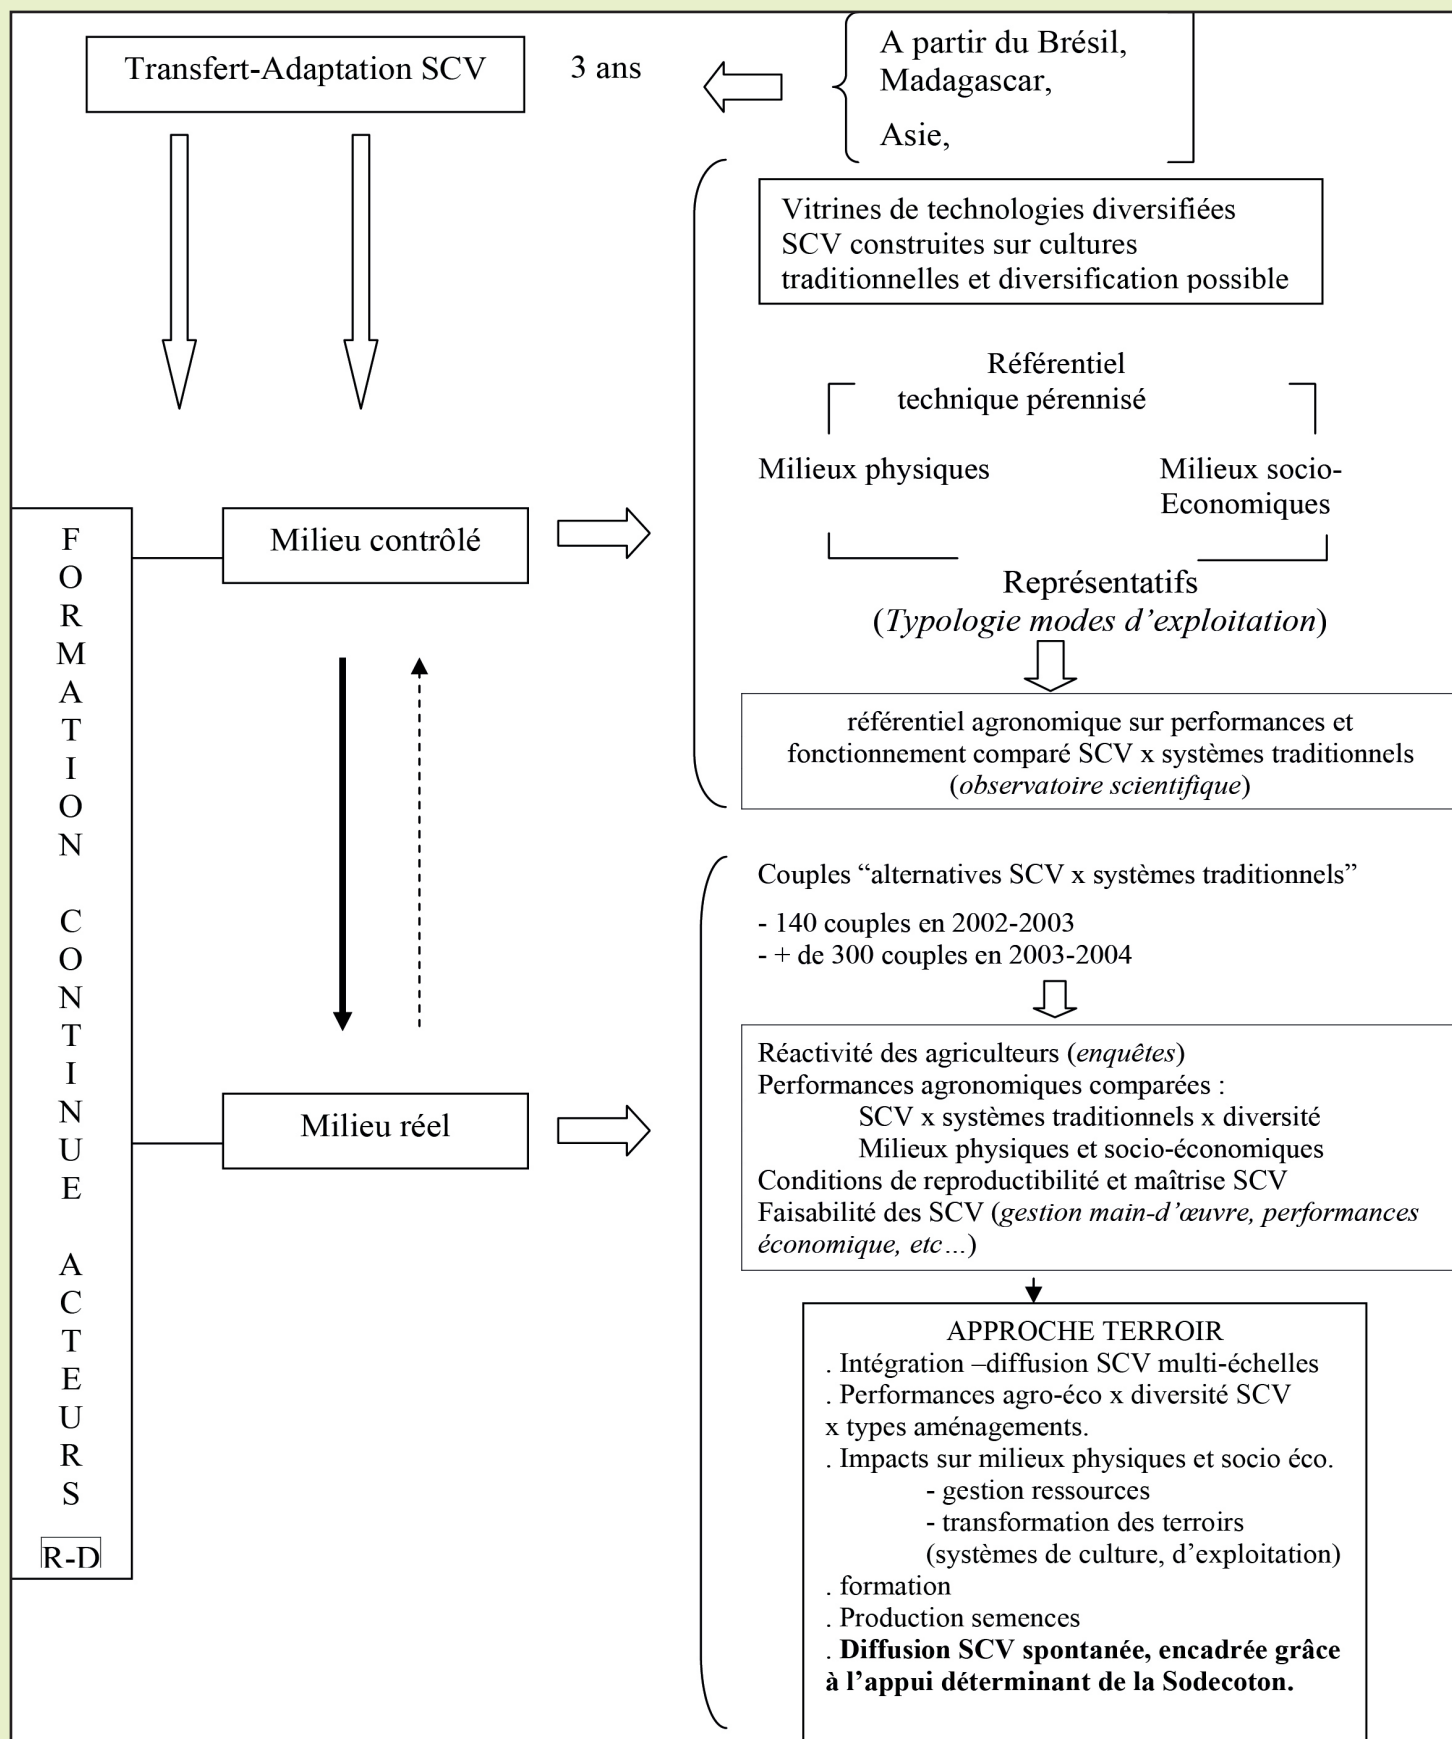 Transfert-Adaptation SCV
3 ans
A partir du Brésil,
Madagascar,
Asie,
Vitrines de technologies diversifiées
SCV construites sur cultures
traditionnelles et diversification possible
Référentiel
technique pérennisé
Milieux physiques
Milieux socio-
Economiques
Représentatifs
(Typologie modes d’exploitation)
référentiel agronomique sur performances et
fonctionnement comparé SCV x systèmes traditionnels
(observatoire scientifique)
FORMATION CONTINUE ACTEURS
R-D
Milieu contrôlé
Milieu réel
Couples “alternatives SCV x systèmes traditionnels”
- 140 couples en 2002-2003
- + de 300 couples en 2003-2004
Réactivité des agriculteurs (enquêtes)
Performances agronomiques comparées :
SCV x systèmes traditionnels x diversité
Milieux physiques et socio-économiques
Conditions de reproductibilité et maîtrise SCV
Faisabilité des SCV (gestion main-d’œuvre, performances
économique, etc…)
APPROCHE TERROIR
. Intégration –diffusion SCV multi-échelles
. Performances agro-éco x diversité SCV
x types aménagements.
. Impacts sur milieux physiques et socio éco.
- gestion ressources
- transformation des terroirs
(systèmes de culture, d’exploitation)
. formation
. Production semences
. Diffusion SCV spontanée, encadrée grâce
à l’appui déterminant de la Sodecoton.